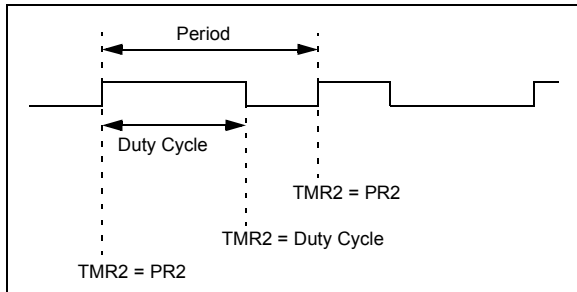 Period
Duty Cycle
TMR2 = PR2
TMR2 = Duty Cycle
TMR2 = PR2